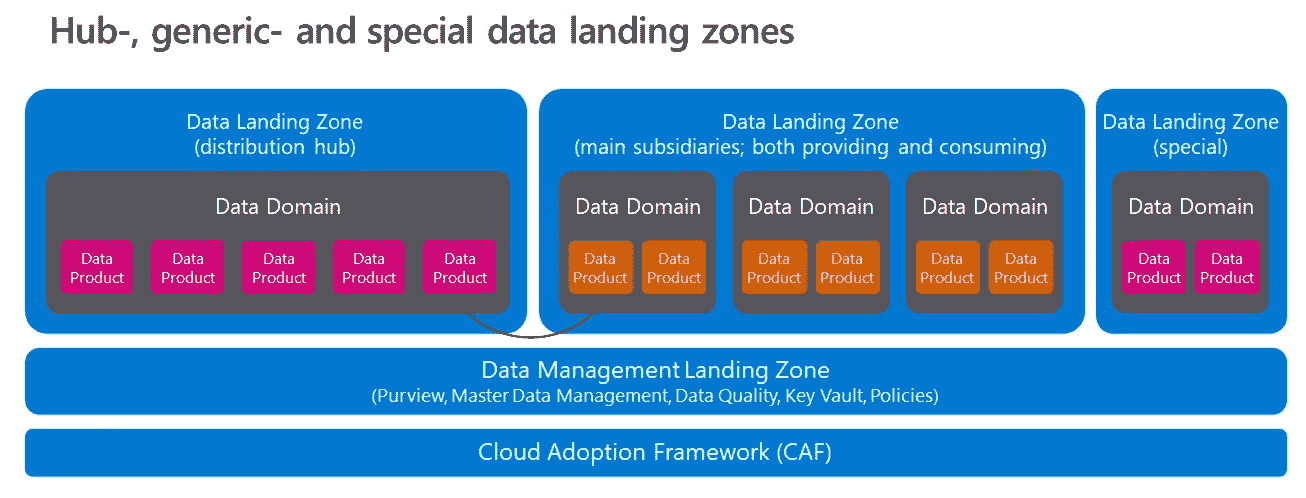 Hub-, generic- and special data landing zones
Data Landing Zone
(distribution hub)
Data Domain
Data
Product
Data
Product
Data
Product
Data
Product
Data
Product
Data Landing Zone
(main subsidiaries; both providing and consuming)
Data Domain
Data
Product
Data
Product
Data Domain
Data
Product
Data
Product
Data Domain
Data
Product
Data
Product
Data Landing Zone
(special)
Data Domain
Data
Product
Data
Product
Data Management Landing Zone
(Purview, Master Data Management, Data Quality, Key Vault, Policies)
Cloud Adoption Framework (CAF)